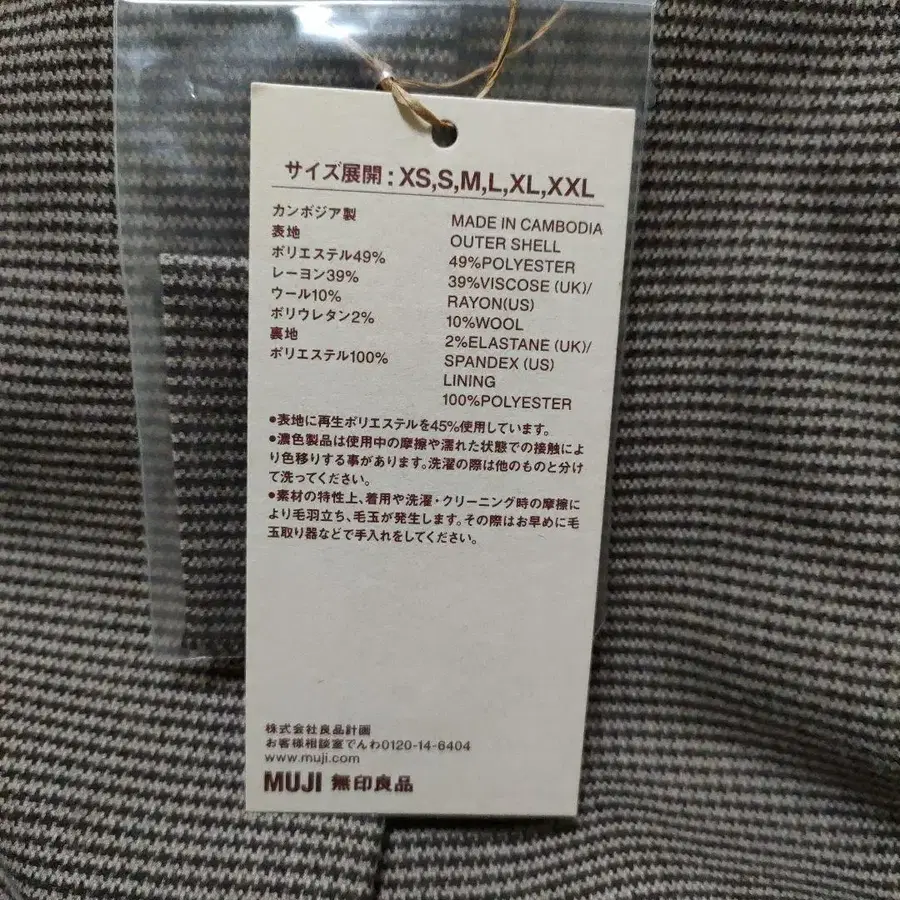 サイズ展開：XS,S,M,L,XL,XXL
カンボジア製
表地
ポリエステル49%
レーヨン39%
ウール10%
ポリウレタン2%
裏地
ポリエステル100%
MADE IN CAMBODIA
OUTER SHELL
49%POLYESTER
39%VISCOSE (UK)/
RAYON(US)
10%WOOL
2%ELASTANE (UK)/
SPANDEX (US)
LINING
100%POLYESTER
●表地に再生ポリエステルを45%使用しています。
●濃色製品は使用中の摩擦や濡れた状態での接触によ
り色移りする事があります。洗濯の際は他のものと分け
て洗ってください。
●素材の特性上、着用や洗濯・クリーニング時の摩擦に
より毛羽立ち、毛玉が発生します。その際はお早めに毛
玉取り器などで手入れをしてください。
株式会社良品計画
お客様相談室でんわ0120-14-6404
www.muji.com
MUJI 無印良品